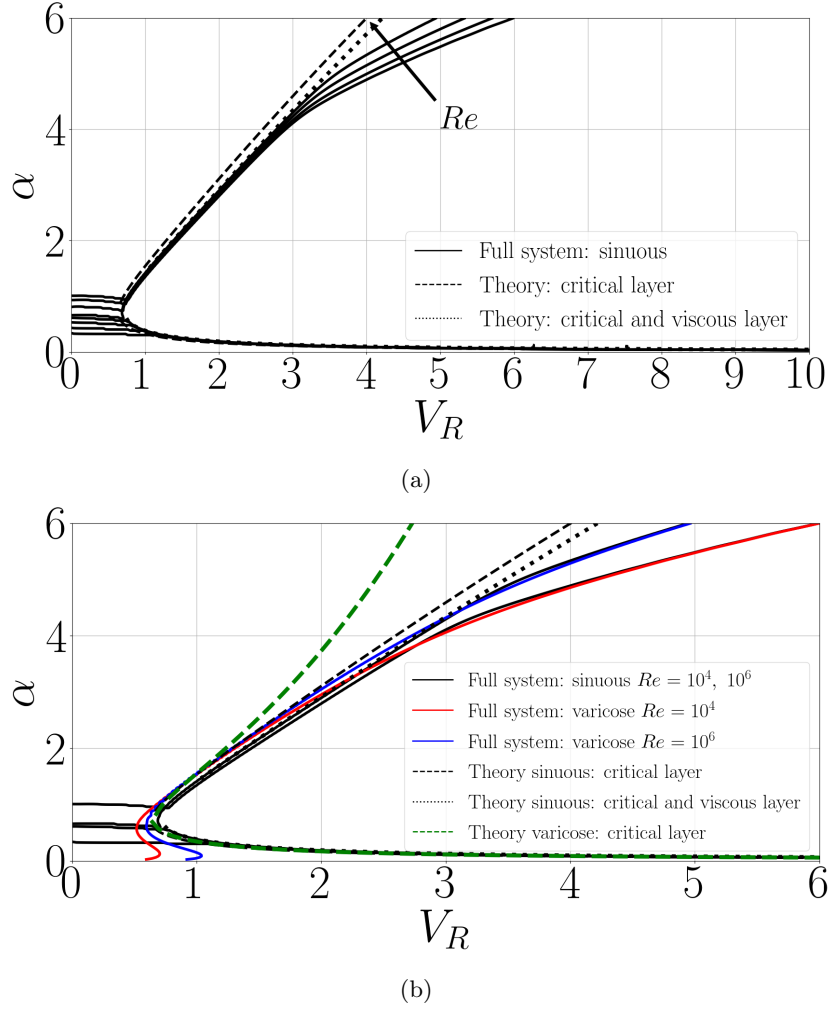 6
4
2
0
α
Re
Full system: sinuous
Theory: critical layer
Theory: critical and viscous layer
0 1 2 3 4 5 6 7 8 9 10
V_R
(a)
6
4
2
0
α
Full system: sinuous Re = 10^4, 10^6
Full system: varicose Re = 10^4
Full system: varicose Re = 10^6
Theory sinuous: critical layer
Theory sinuous: critical and viscous layer
Theory varicose: critical layer
0 1 2 3 4 5 6
V_R
(b)